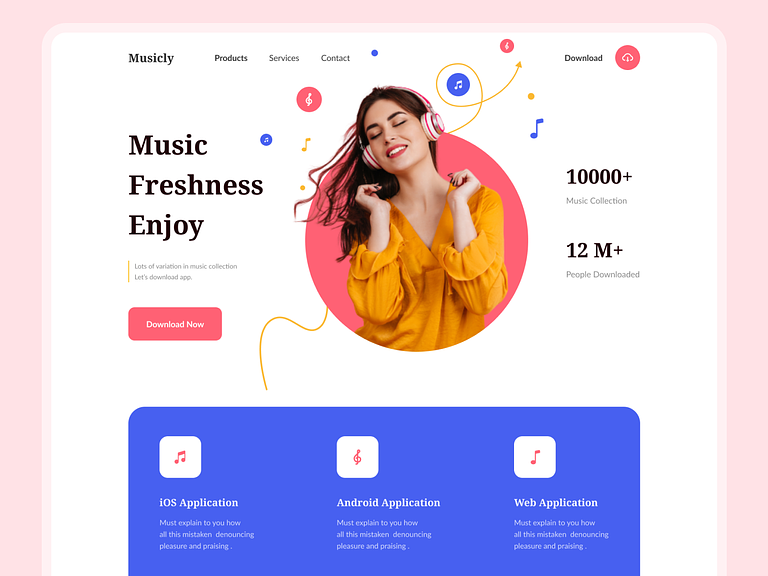 Musicly
Products
Services
Contact
Download
Music
Freshness
Enjoy
Lots of variation in music collection
Let's download app.
Download Now
10000+
Music Collection
12 M+
People Downloaded
iOS Application
Must explain to you how
all this mistaken denouncing
pleasure and praising .
Android Application
Must explain to you how
all this mistaken denouncing
pleasure and praising .
Web Application
Must explain to you how
all this mistaken denouncing
pleasure and praising .